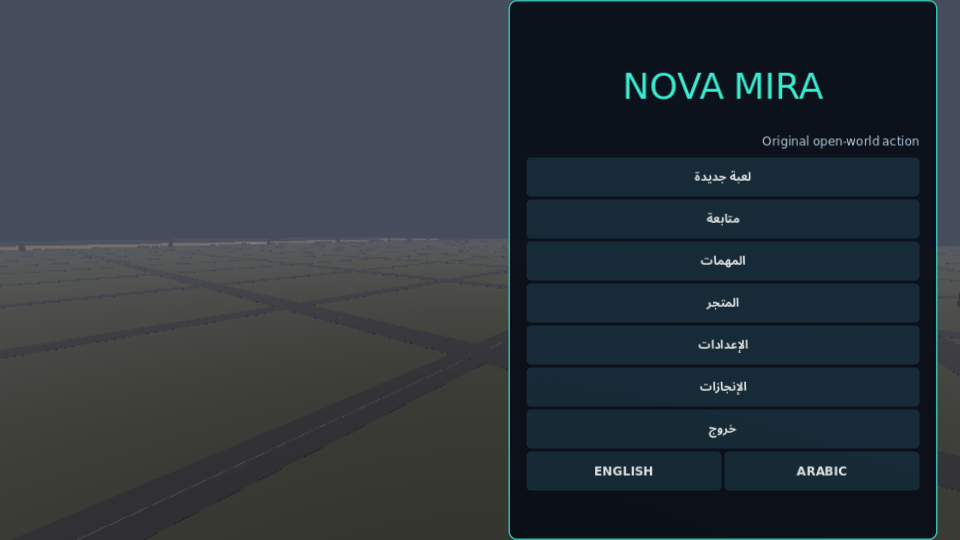 NOVA MIRA
Original open-world action
لعبة جديدة
متابعة
المهمات
المتجر
الإعدادات
الإنجازات
خروج
ENGLISH
ARABIC